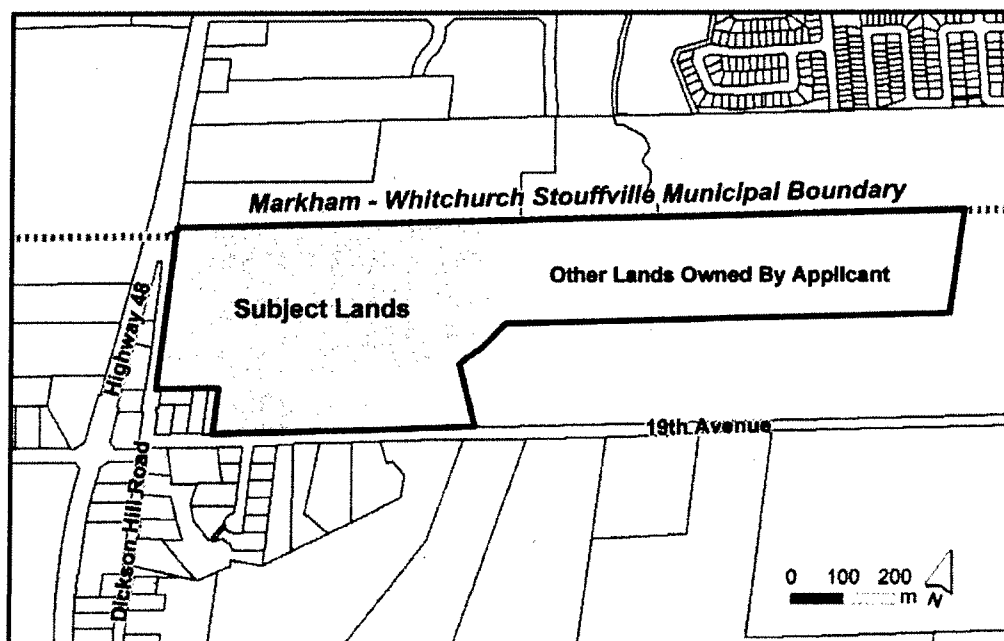 Markham - Whitchurch Stouffville Municipal Boundary
Other Lands Owned By Applicant
Subject Lands
Highway 48
19th Avenue
Dickson Hill Road
0 100 200
m N